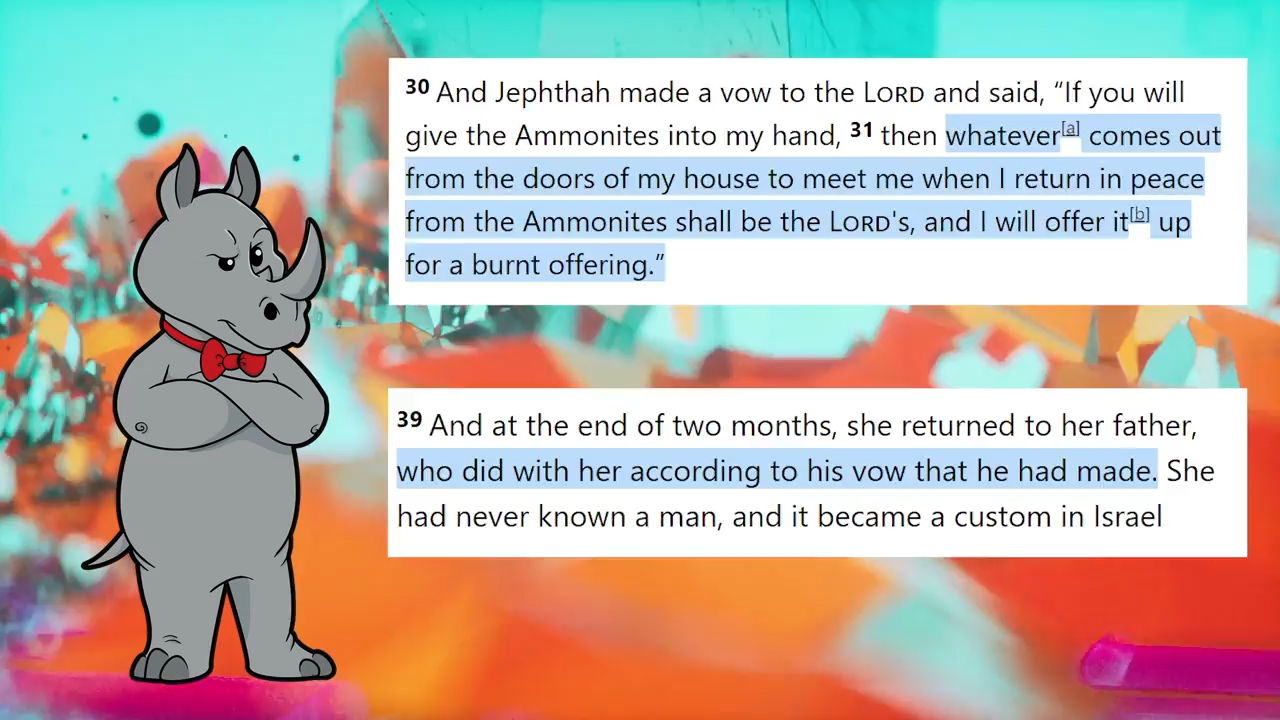 30 And Jephthah made a vow to the LORD and said, “If you will
give the Ammonites into my hand, 31 then whatever[a] comes out
from the doors of my house to meet me when I return in peace
from the Ammonites shall be the LORD's, and I will offer it[b] up
for a burnt offering.”
39 And at the end of two months, she returned to her father,
who did with her according to his vow that he had made. She
had never known a man, and it became a custom in Israel